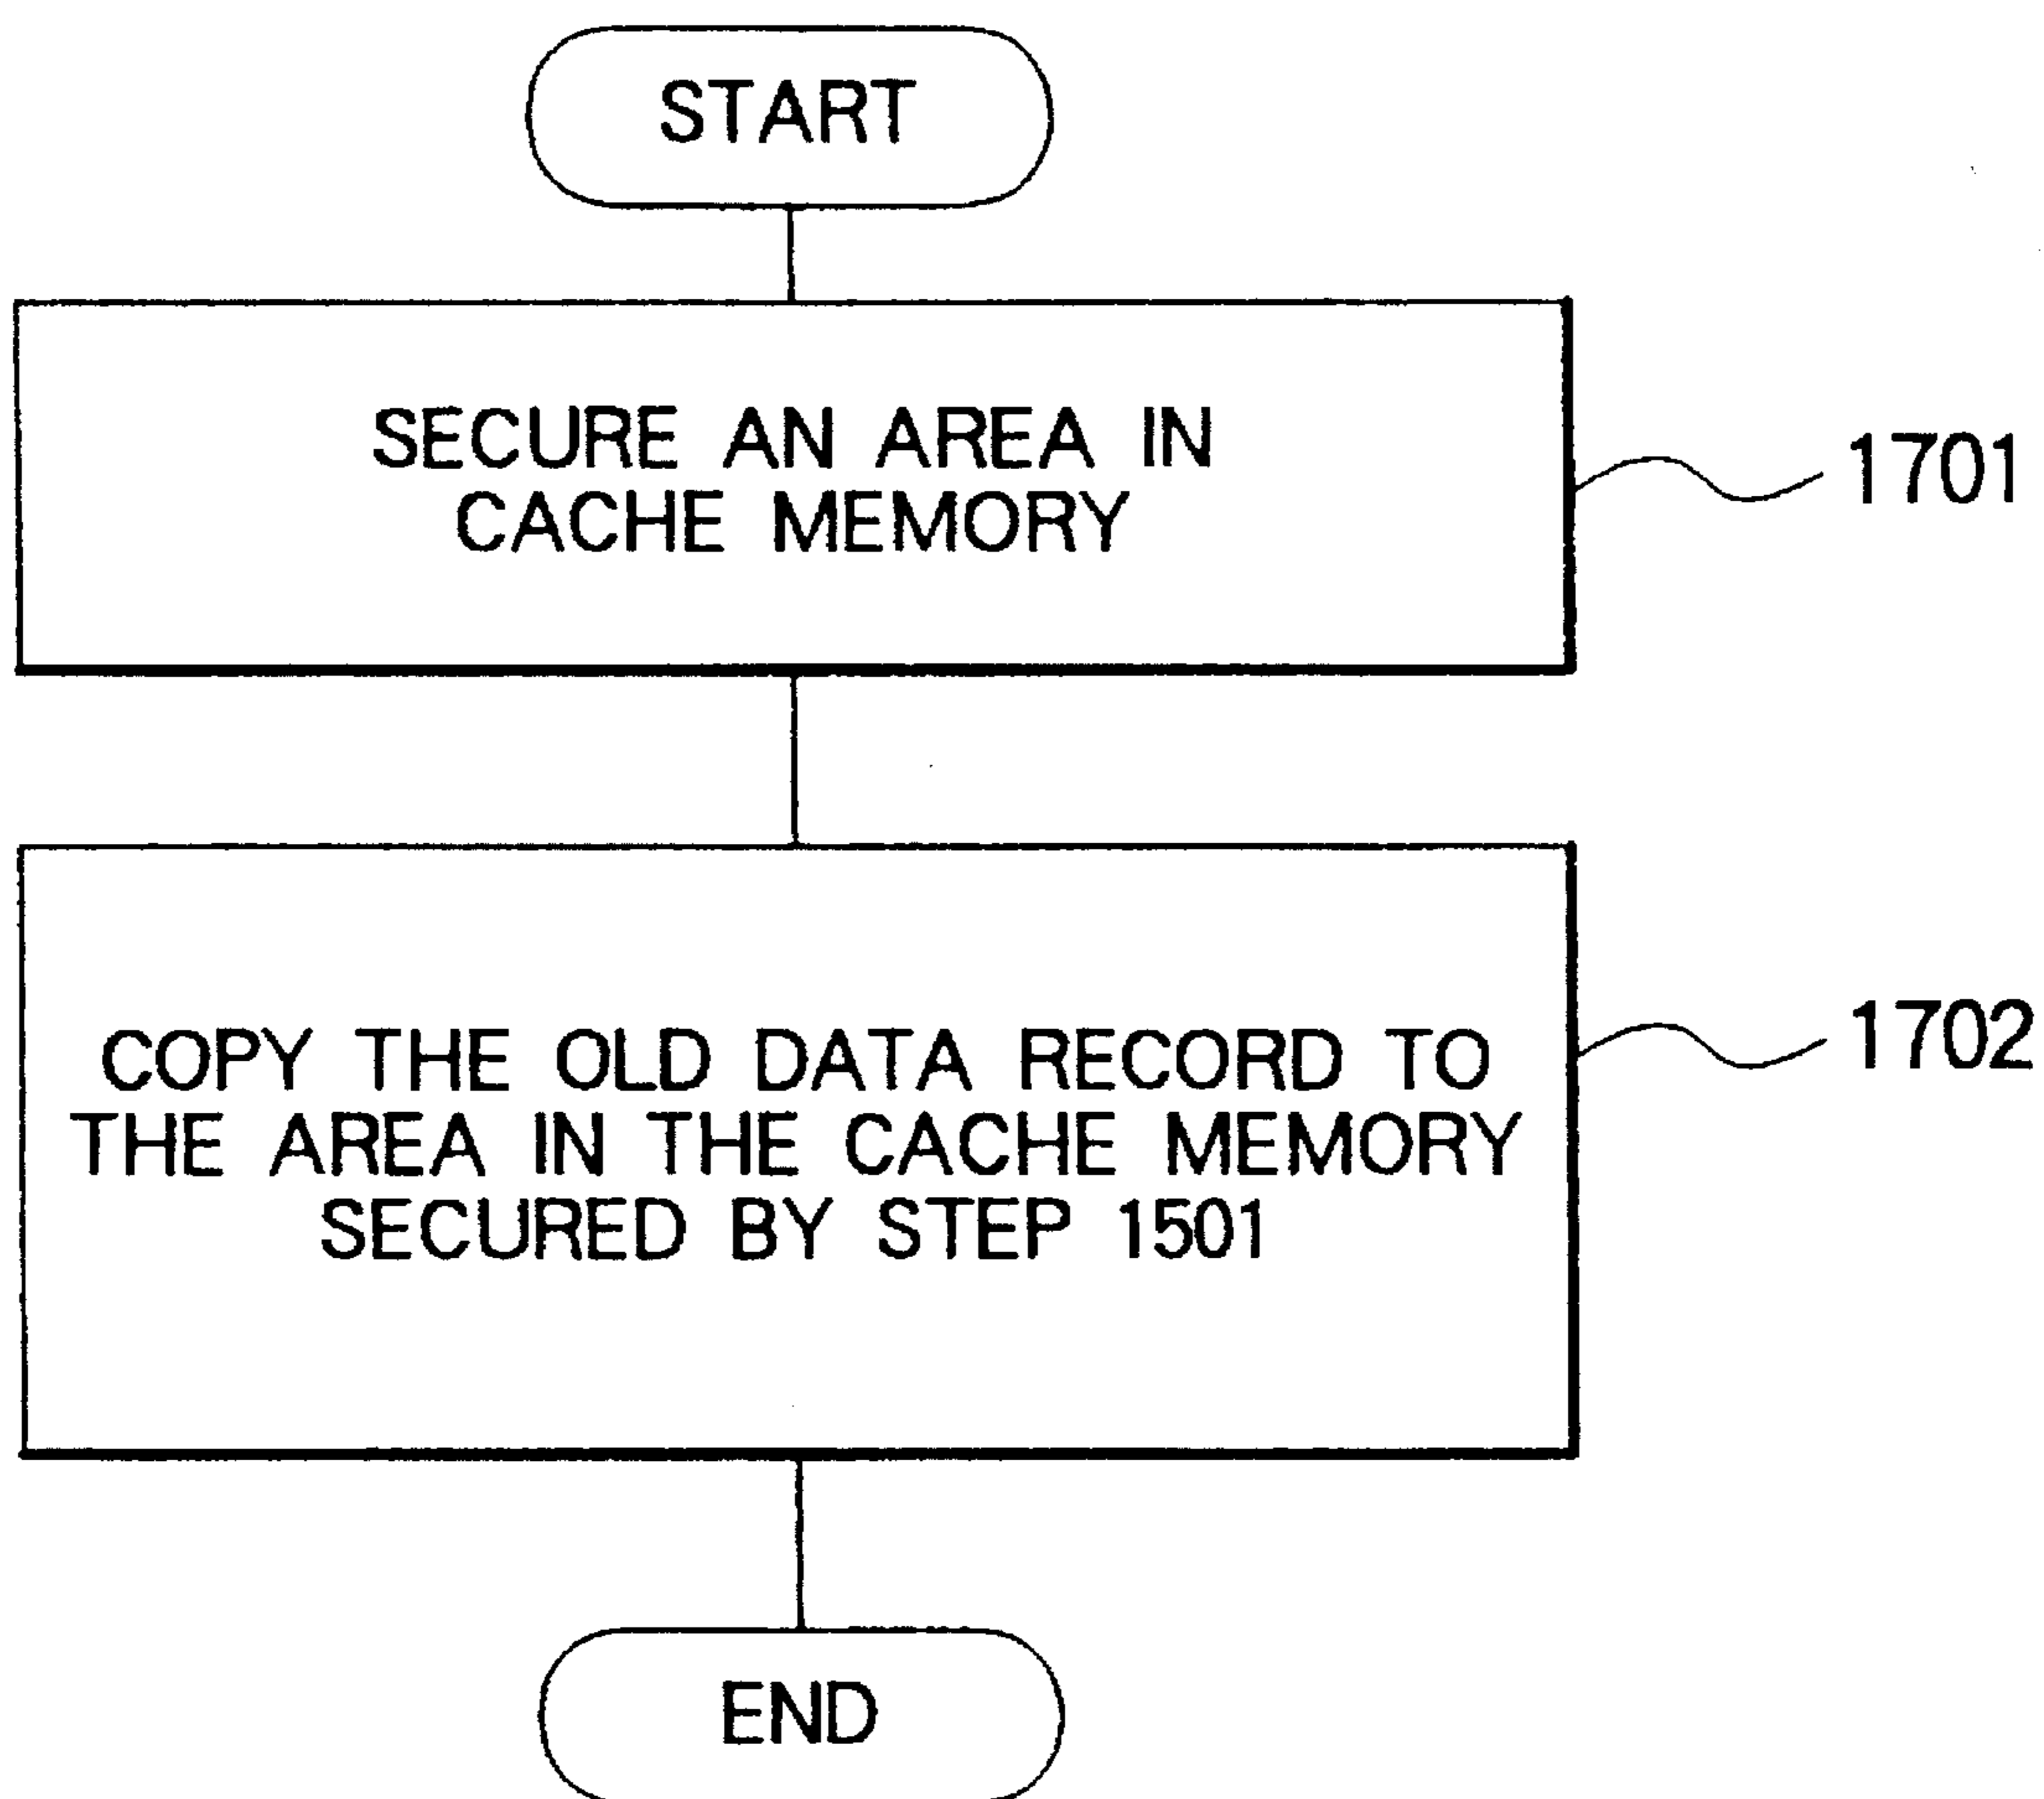 START
SECURE AN AREA IN
CACHE MEMORY
1701
COPY THE OLD DATA RECORD TO
THE AREA IN THE CACHE MEMORY
SECURED BY STEP 1501
1702
END